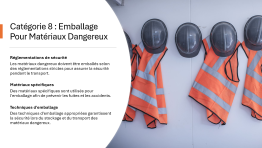 Catégorie 8 : Emballage
Pour Matériaux Dangereux
Réglementations de sécurité
Les matériaux dangereux doivent être emballés selon
des réglementations strictes pour assurer la sécurité
pendant le transport.
Matériaux spécifiques
Des matériaux spécifiques sont utilisés pour
l'emballage afin de prévenir les fuites et les accidents.
Techniques d'emballage
Des techniques d'emballage appropriées garantissent
la sécurité lors du stockage et du transport des
matériaux dangereux.